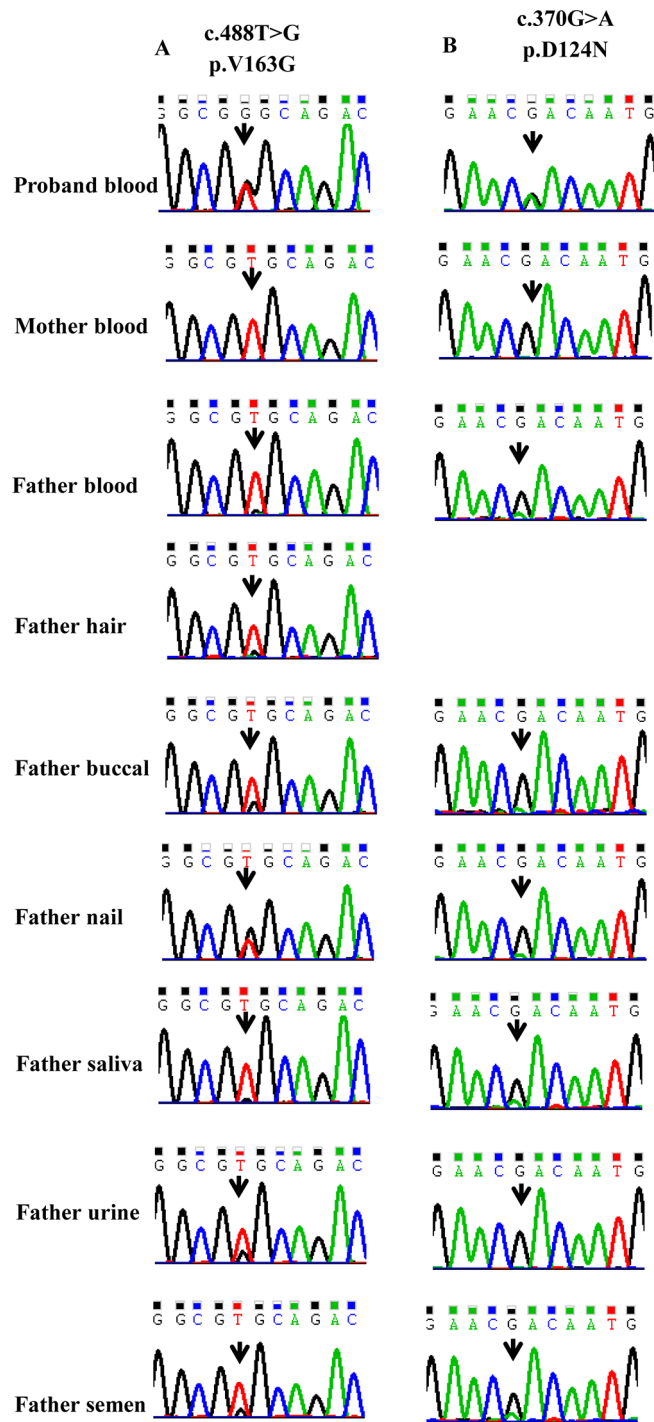 A
c.488T>G
p.V163G
B
c.370G>A
p.D124N
Proband blood
G G C G G G C A G A C
G A A C G A C A A T G
Mother blood
G G C G T G C A G A C
G A A C G A C A A T G
Father blood
G G C G T G C A G A C
G A A C G A C A A T G
Father hair
G G C G T G C A G A C
Father buccal
G G C G T G C A G A C
G A A C G A C A A T G
Father nail
G G C G T G C A G A C
G A A C G A C A A T G
Father saliva
G G C G T G C A G A C
G A A C G A C A A T G
Father urine
G G C G T G C A G A C
G A A C G A C A A T G
Father semen
G G C G T G C A G A C
G A A C G A C A A T G